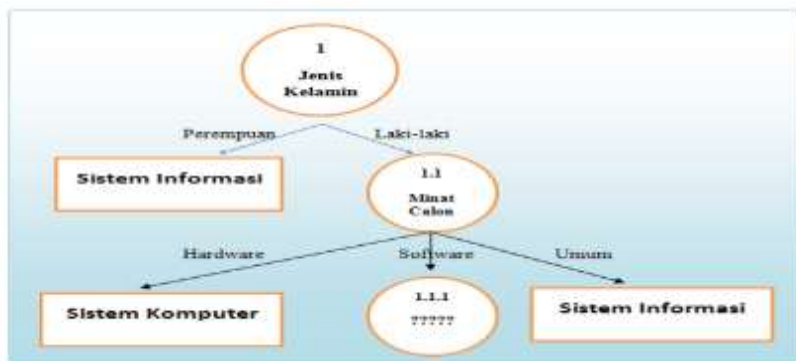 1
Jenis
Kelamin
Perempuan
Laki-laki
Sistem Informasi
1.1
Minat
Calon
Hardware
Software
Umum
Sistem Komputer
1.1.1
?????
Sistem Informasi